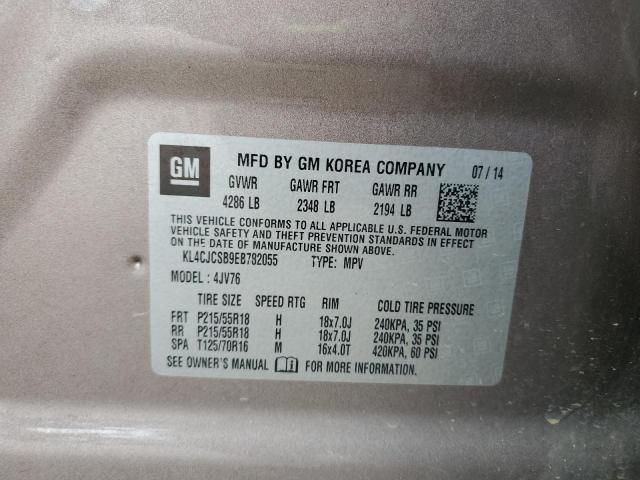 GM MFD BY GM KOREA COMPANY 07 / 14
GVWR GAWR FRT GAWR RR
4286 LB 2348 LB 2194 LB
THIS VEHICLE CONFORMS TO ALL APPLICABLE U.S. FEDERAL MOTOR
VEHICLE SAFETY AND THEFT PREVENTION STANDARDS IN EFFECT
ON THE DATE OF MANUFACTURE SHOWN ABOVE.
KL4CJCSB9EB782055 TYPE: MPV
MODEL : 4JV76
TIRE SIZE SPEED RTG RIM COLD TIRE PRESSURE
FRT P215/55R18 H 18x7.0J 240KPA, 35 PSI
RR P215/55R18 H 18x7.0J 240KPA, 35 PSI
SPA T125/70R16 M 16x4.0T 420KPA, 60 PSI
SEE OWNER'S MANUAL FOR MORE INFORMATION.